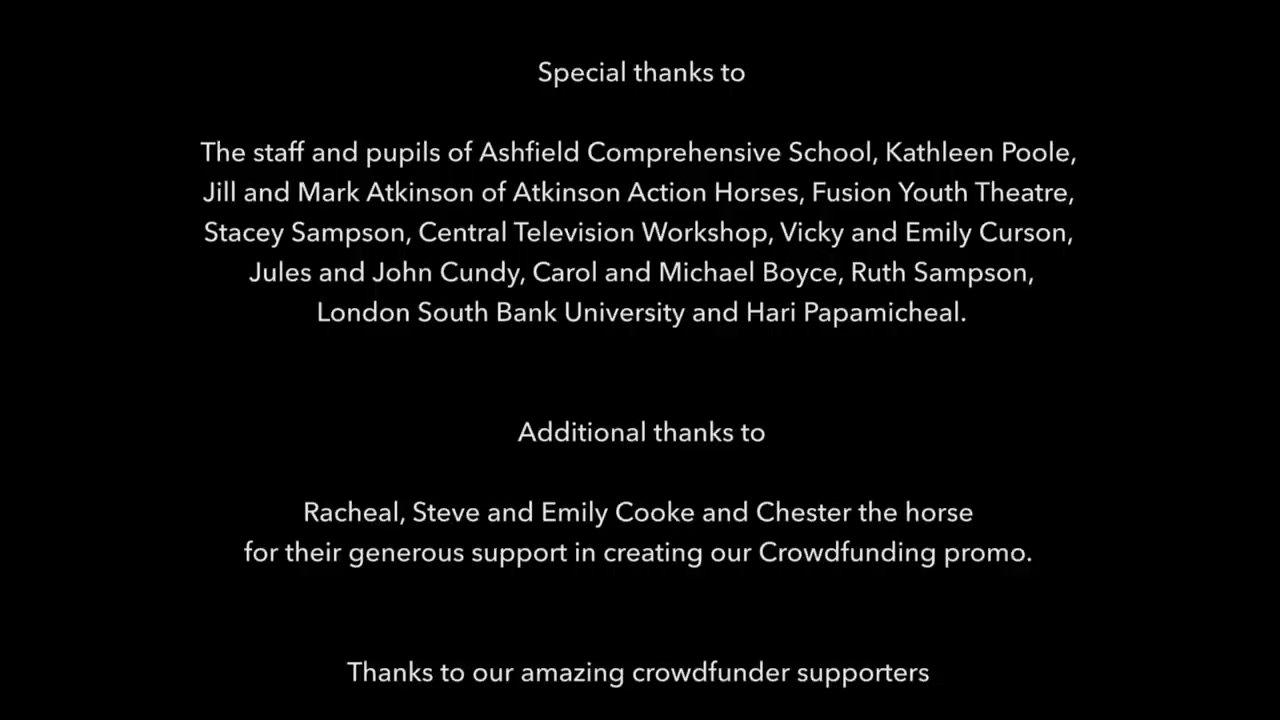 Special thanks to
The staff and pupils of Ashfield Comprehensive School, Kathleen Poole,
Jill and Mark Atkinson of Atkinson Action Horses, Fusion Youth Theatre,
Stacey Sampson, Central Television Workshop, Vicky and Emily Curson,
Jules and John Cundy, Carol and Michael Boyce, Ruth Sampson,
London South Bank University and Hari Papamicheal.
Additional thanks to
Racheal, Steve and Emily Cooke and Chester the horse
for their generous support in creating our Crowdfunding promo.
Thanks to our amazing crowdfunder supporters